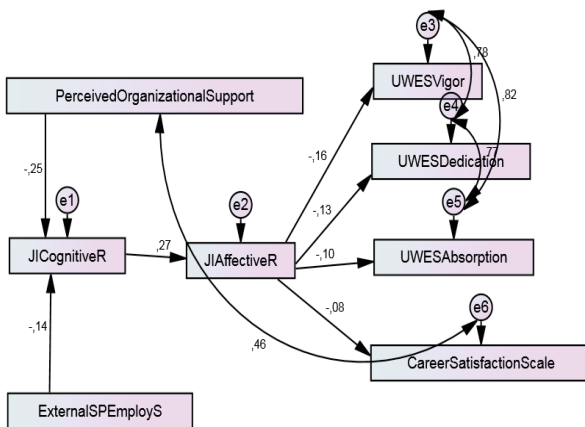 e3
,78
UWESVigor
,82
PerceivedOrganizationalSupport
e4
-,16
,77
UWESDedication
-,25
e1
e2
-,13
e5
JICognitiveR
,27
JIAffectiveR
-,10
UWESAbsorption
-,14
-,08
e6
,46
CareerSatisfactionScale
ExternalSPEmployS